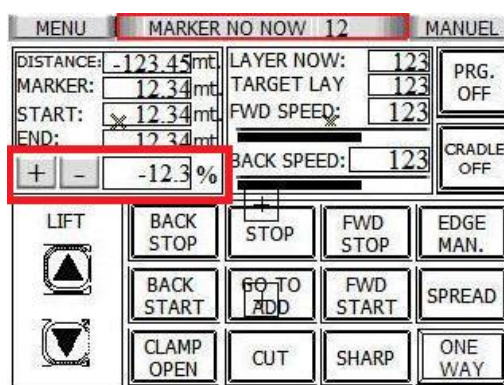 MENU MARKER NO NOW 12 MANUEL
DISTANCE: -123.45 mt.
MARKER: 12.34 mt.
START: 12.34 mt.
END: 12.34 mt
+ - -12.3 %
LAYER NOW: 123
TARGET LAY 123
FWD SPEED: 123
BACK SPEED: 123
PRG. OFF
CRADLE OFF
LIFT
BACK STOP
STOP
FWD STOP
EDGE MAN.
BACK START
GO TO ADD
FWD START
SPREAD
CLAMP OPEN
CUT
SHARP
ONE WAY